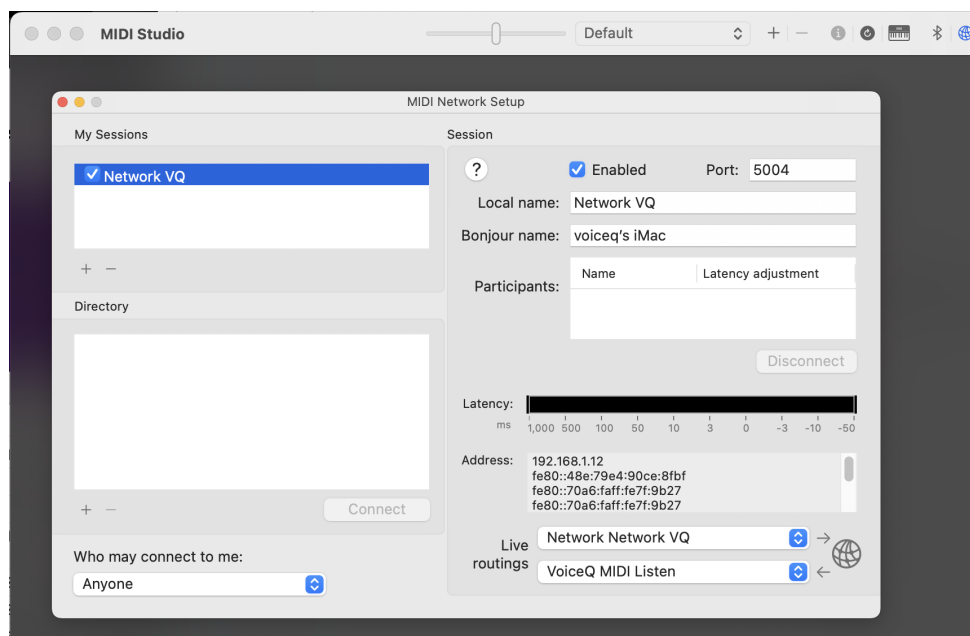 MIDI Studio
Default
MIDI Network Setup
My Sessions
Network VQ
Directory
Connect
Who may connect to me:
Anyone
Session
?
Enabled
Port: 5004
Local name: Network VQ
Bonjour name: voiceq's iMac
Participants:
Name Latency adjustment
Disconnect
Latency:
ms 1,000 500 100 50 10 3 0 -3 -10 -50
Address: 192.168.1.12
fe80::48e:79e4:90ce:8fbf
fe80::70a6:faff:fe7f:9b27
fe80::70a6:faff:fe7f:9b27
Live routings
Network Network VQ
VoiceQ MIDI Listen